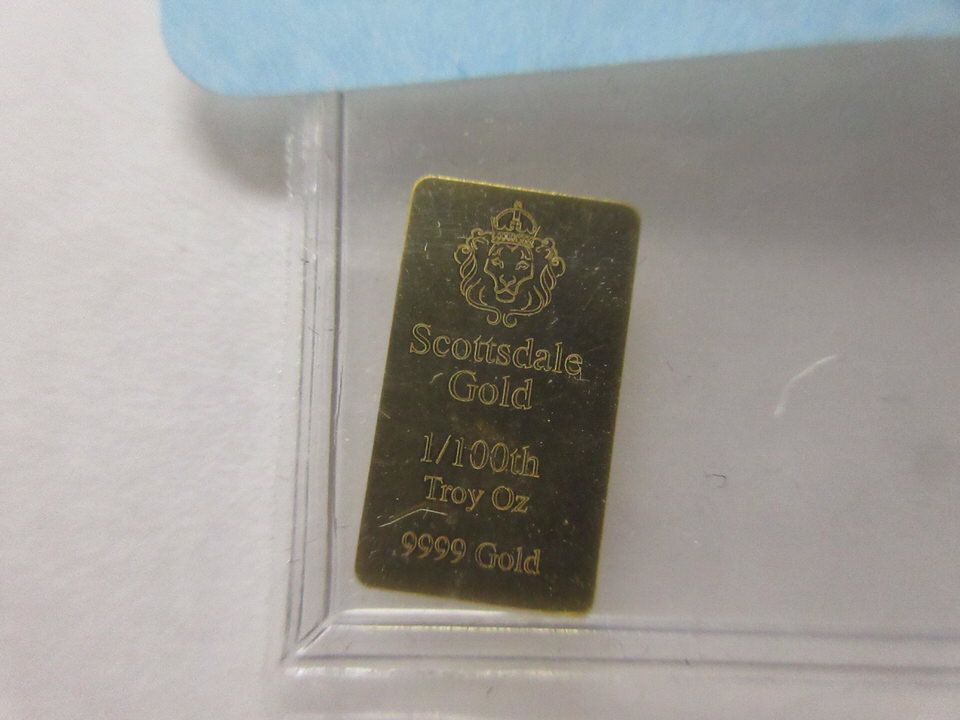 Scottsdale
Gold
1/100th
Troy Oz
9999 Gold